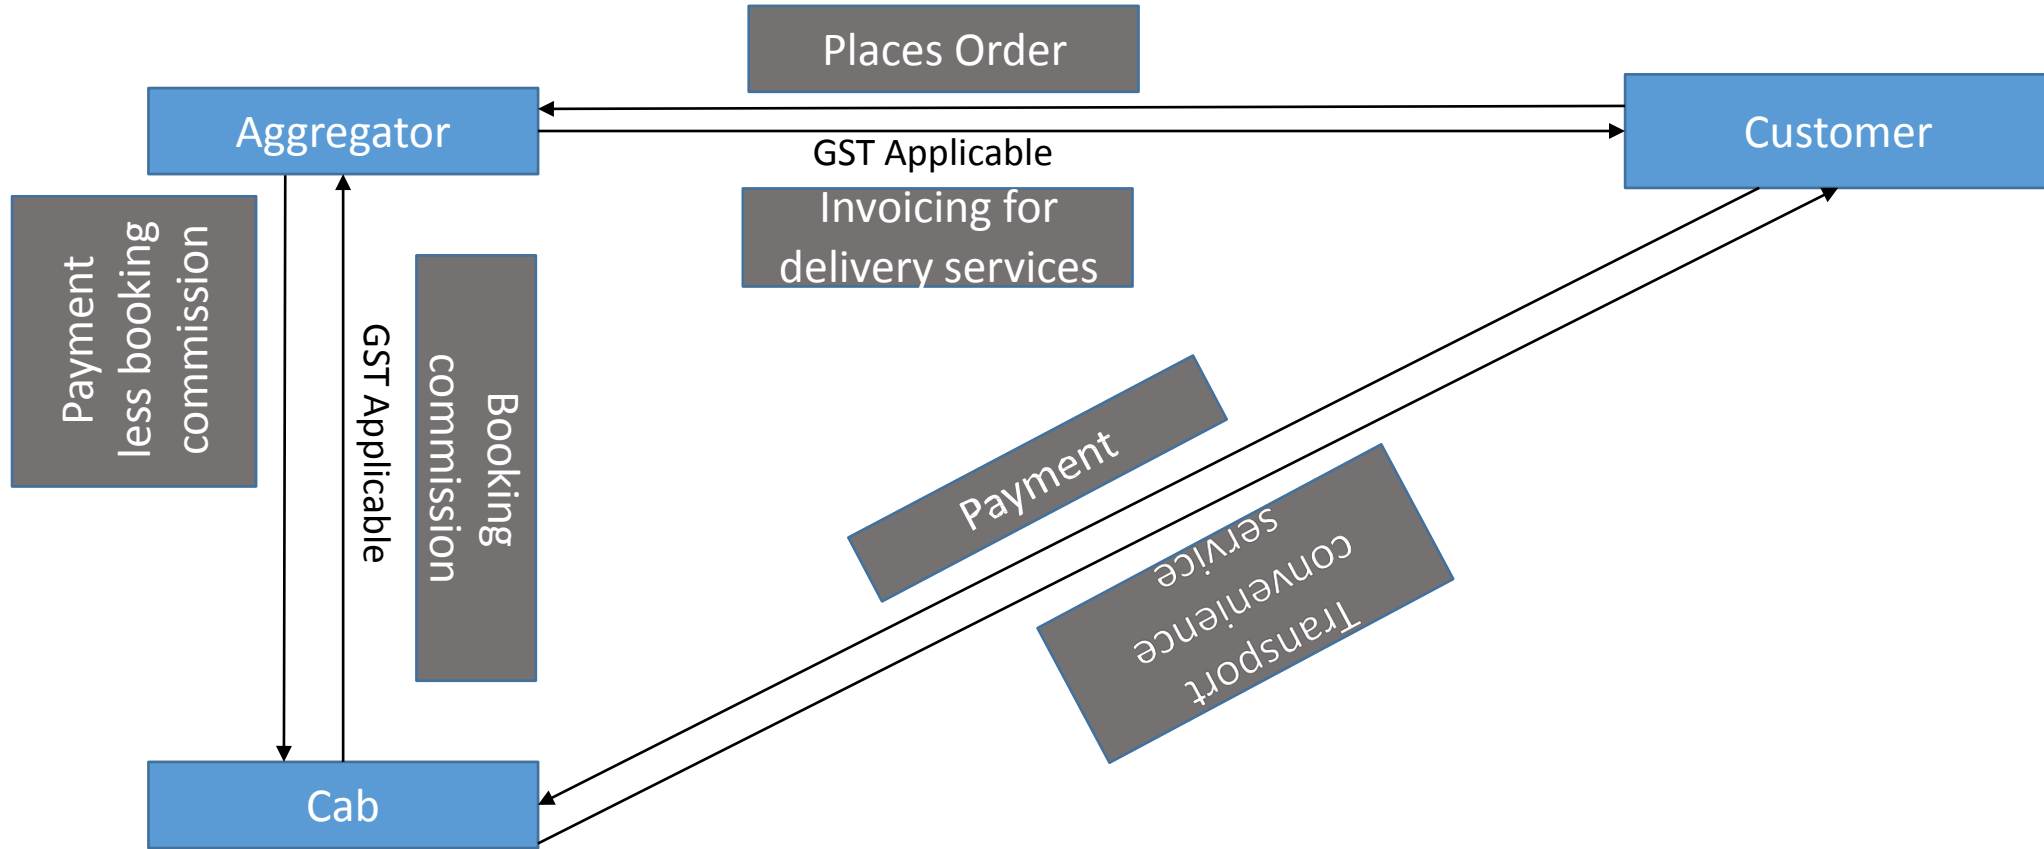 Places Order
Aggregator
Customer
GST Applicable
Invoicing for
delivery services
Payment
less booking
commission
GST Applicable
Booking
commmission
Payment
Transport
convenience
service
Cab